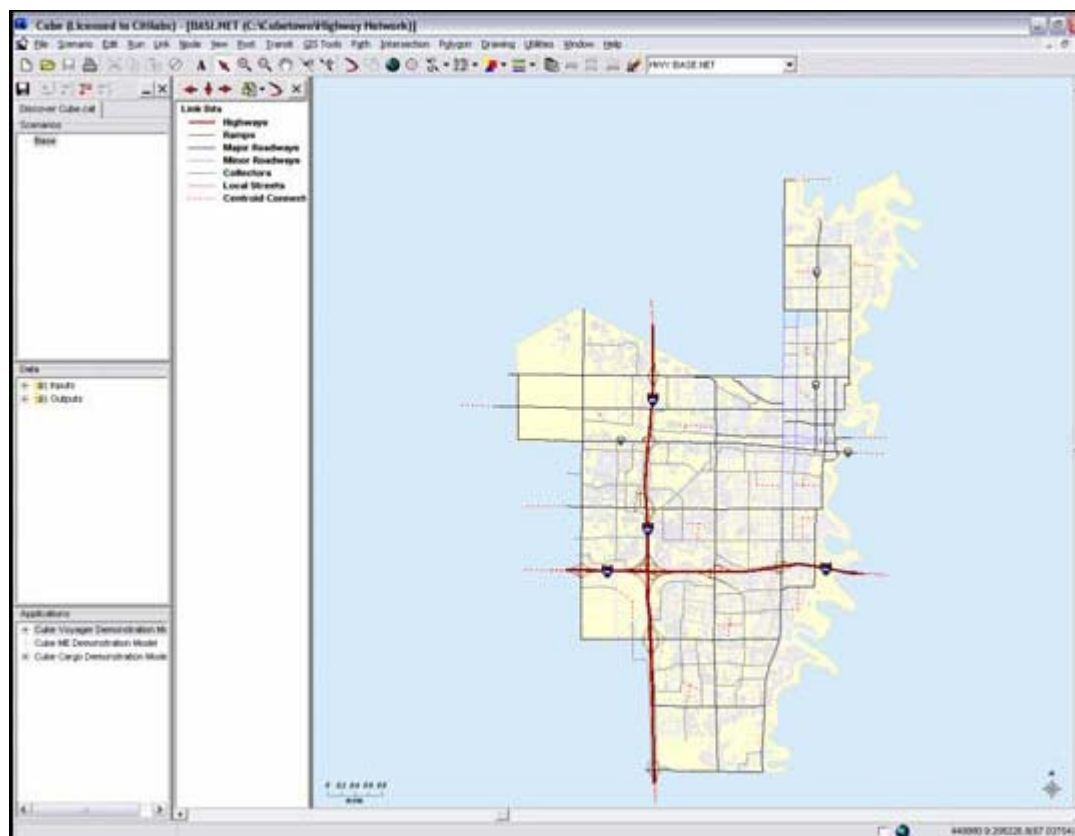 Cube (Licensed to Citilabs) - [BASE.NET (C:\Cubetown\Highway Network)]
File Scenario Edit Run Link Node View Post Transit GIS Tools Path Intersection Polygon Drawing Utilities Window Help
A
HWY BASE.NET
Discover Cube.cat
Scenarios
Base
Link Data
Highways
Ramps
Major Roadways
Minor Roadways
Collectors
Local Streets
Centroid Connect
Data
Inputs
Outputs
Applications
Cube Voyager Demonstration M
Cube ME Demonstration Model
Cube Cargo Demonstration Mode